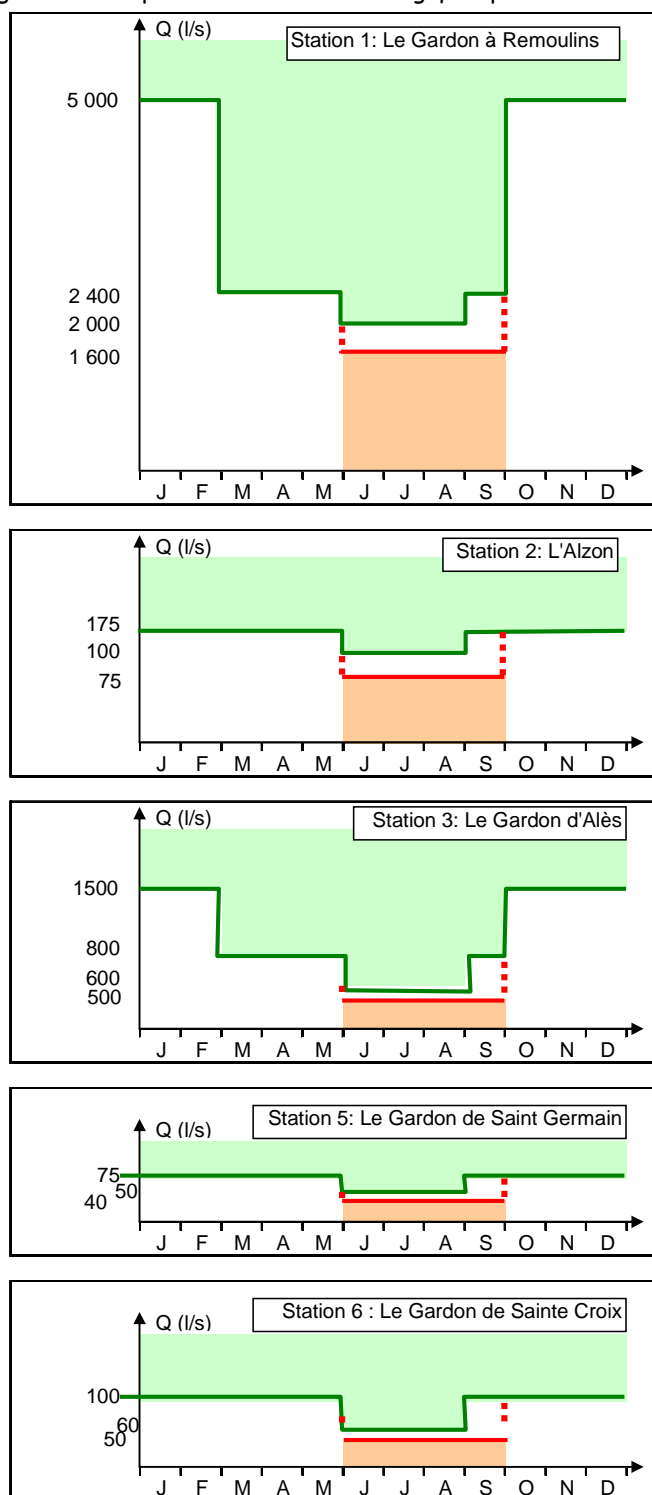 Q (l/s)
Station 1: Le Gardon à Remoulins
5 000
2 400
2 000
1 600
J F M A M J J A S O N D
Q (l/s)
Station 2: L'Alzon
175
100
75
J F M A M J J A S O N D
Q (l/s)
Station 3: Le Gardon d'Alès
1500
800
600
500
J F M A M J J A S O N D
Station 5: Le Gardon de Saint Germain
Q (l/s)
75
50
40
J F M A M J J A S O N D
Station 6 : Le Gardon de Sainte Croix
Q (l/s)
100
60
50
J F M A M J J A S O N D